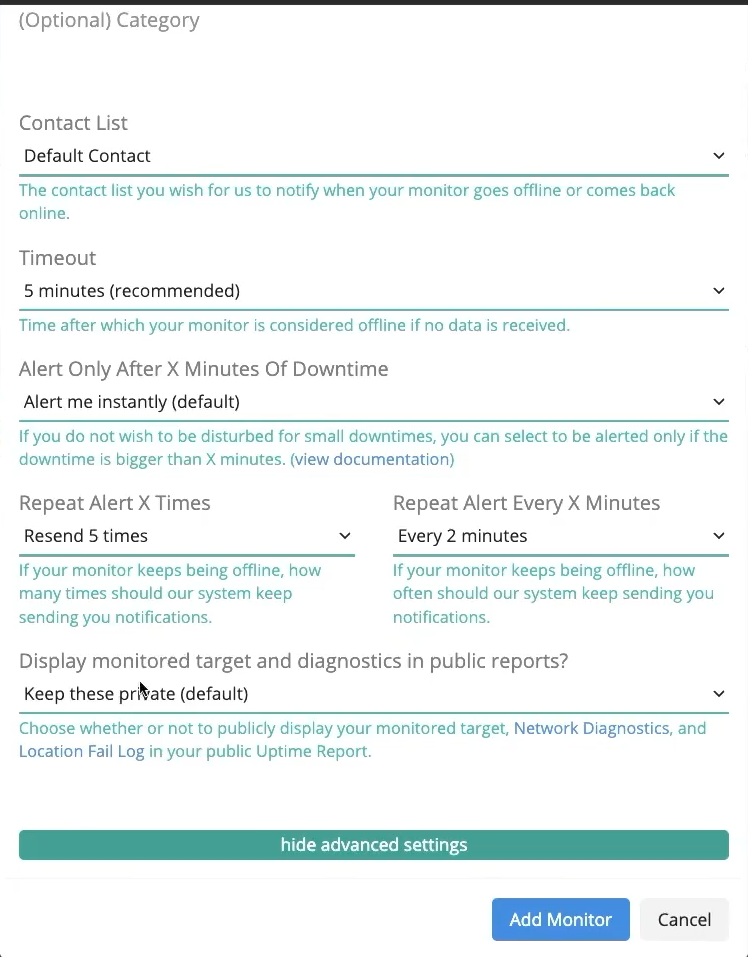 (Optional) Category
Contact List
Default Contact
The contact list you wish for us to notify when your monitor goes offline or comes back
online.
Timeout
5 minutes (recommended)
Time after which your monitor is considered offline if no data is received.
Alert Only After X Minutes Of Downtime
Alert me instantly (default)
If you do not wish to be disturbed for small downtimes, you can select to be alerted only if the
downtime is bigger than X minutes. (view documentation)
Repeat Alert X Times
Resend 5 times
If your monitor keeps being offline, how
many times should our system keep
sending you notifications.
Repeat Alert Every X Minutes
Every 2 minutes
If your monitor keeps being offline, how
often should our system keep sending you
notifications.
Display monitored target and diagnostics in public reports?
Keep these private (default)
Choose whether or not to publicly display your monitored target, Network Diagnostics, and
Location Fail Log in your public Uptime Report.
hide advanced settings
Add Monitor
Cancel